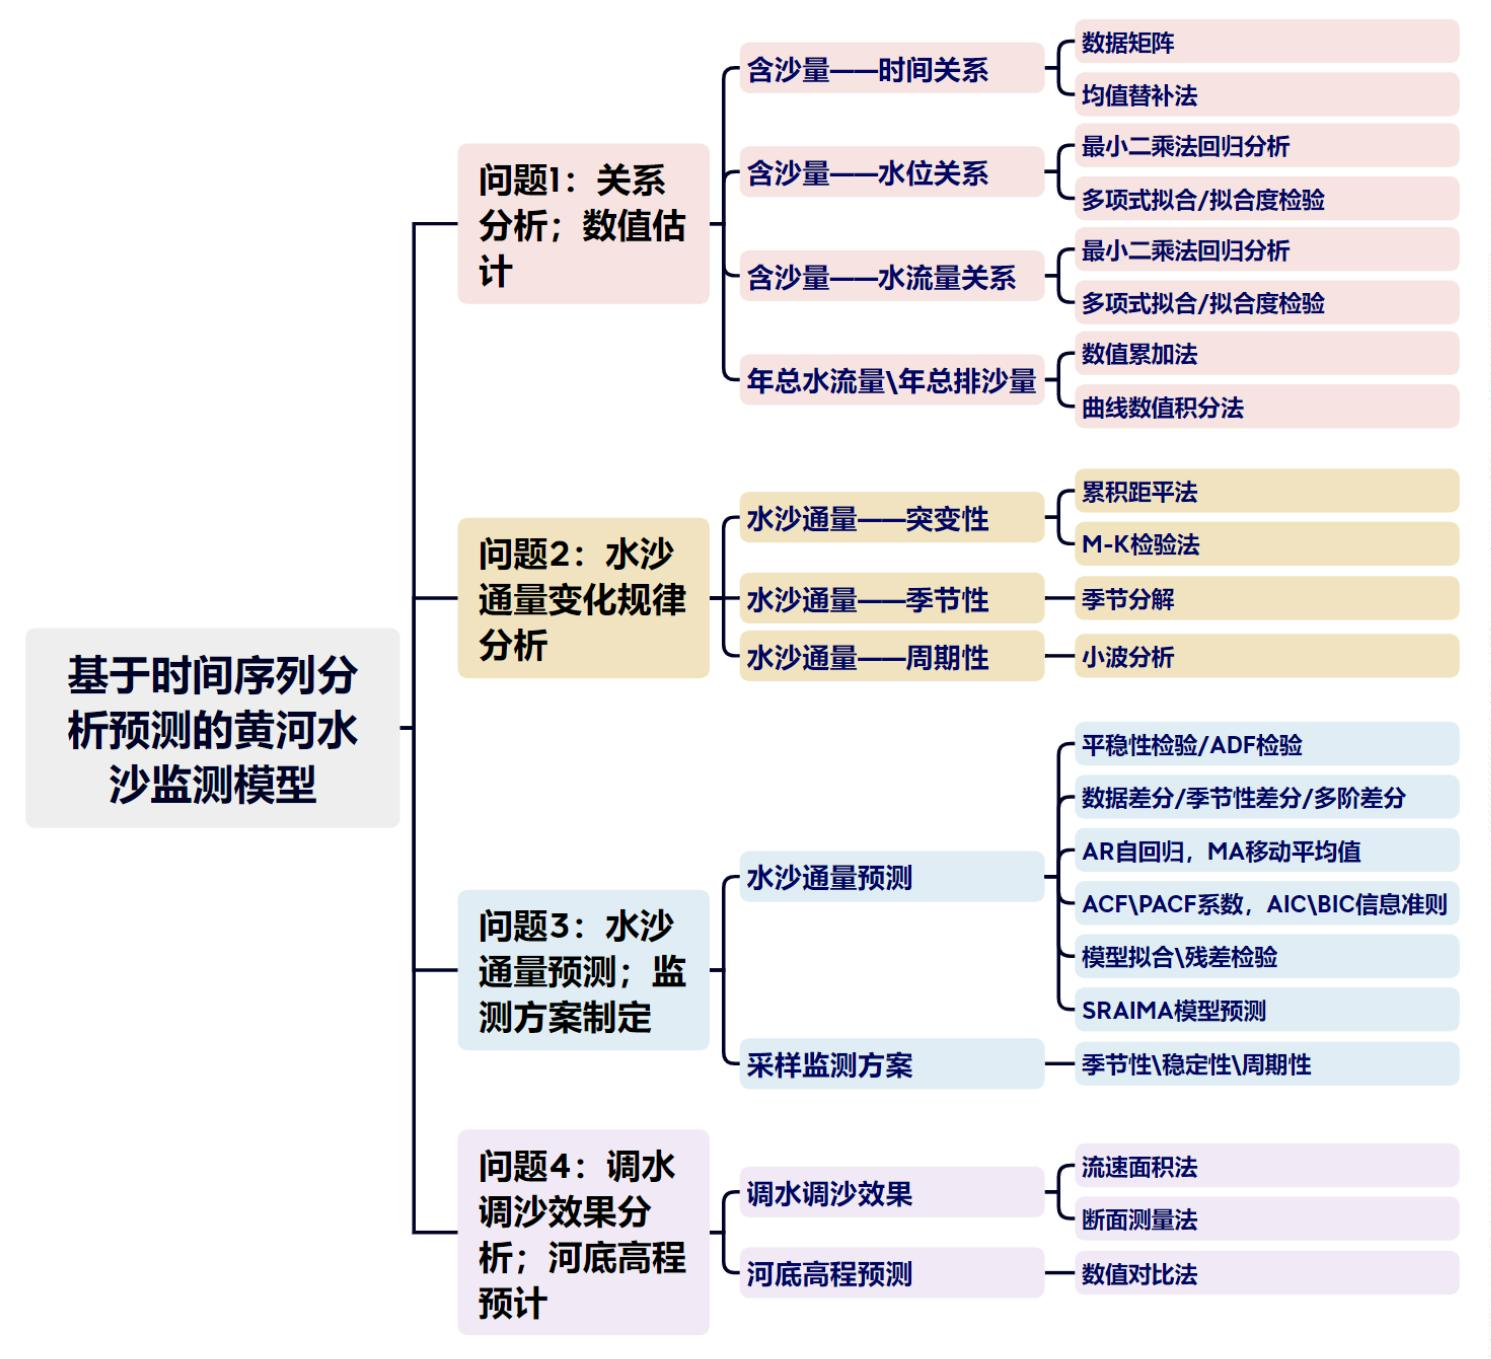 基于时间序列分
析预测的黄河水
沙监测模型
问题1：关系
分析；数值估
计
含沙量——时间关系
数据矩阵
均值替补法
含沙量——水位关系
最小二乘法回归分析
多项式拟合/拟合度检验
含沙量——水流量关系
最小二乘法回归分析
多项式拟合/拟合度检验
年总水流量\年总排沙量
数值累加法
曲线数值积分法
问题2：水沙
通量变化规律
分析
水沙通量——突变性
累积距平法
M-K检验法
水沙通量——季节性
季节分解
水沙通量——周期性
小波分析
问题3：水沙
通量预测；监
测方案制定
水沙通量预测
平稳性检验/ADF检验
数据差分/季节性差分/多阶差分
AR自回归，MA移动平均值
ACF\PACF系数，AIC\BIC信息准则
模型拟合\残差检验
SRAIMA模型预测
采样监测方案
季节性\稳定性\周期性
问题4：调水
调沙效果分
析；河底高程
预计
调水调沙效果
流速面积法
断面测量法
河底高程预测
数值对比法